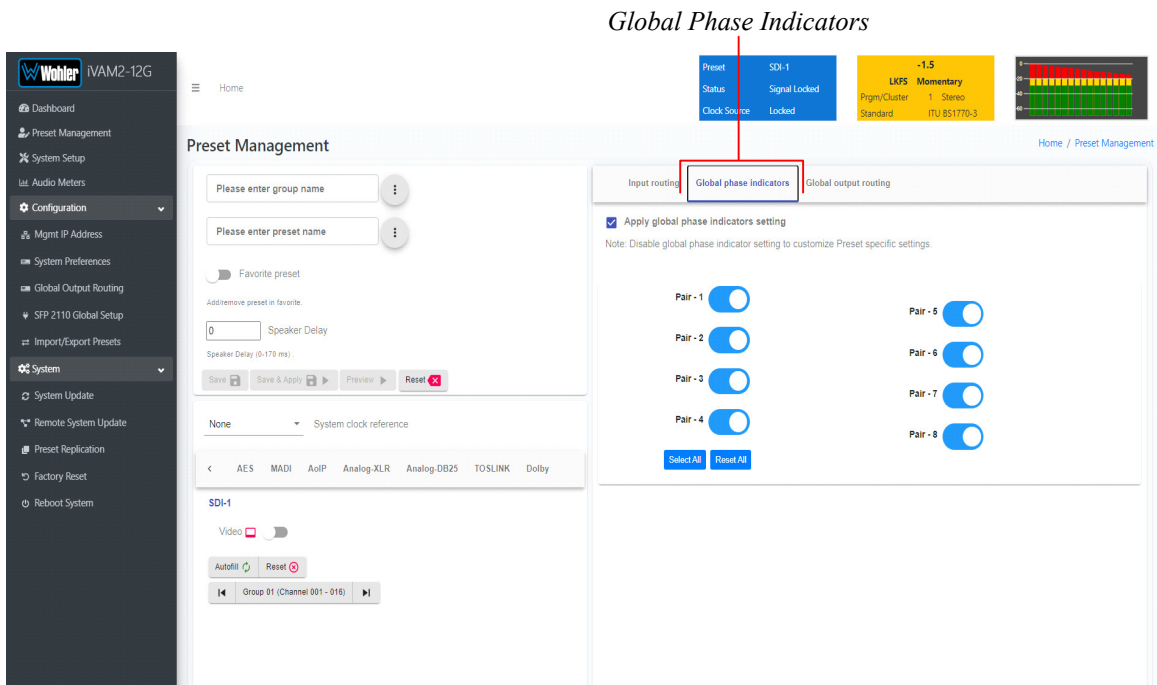 Global Phase Indicators
Wohler iVAM2-12G
Dashboard
Preset Management
System Setup
Audio Meters
Configuration
Mgmt IP Address
System Preferences
Global Output Routing
SFP 2110 Global Setup
Import/Export Presets
System
System Update
Remote System Update
Preset Replication
Factory Reset
Reboot System
Home
Preset SDI-1
Status Signal Locked
Clock Source Locked
-1.5
LKFS Momentary
Prgm/Cluster 1 Stereo
Standard ITU BS1770-3
0
-20
-40
-60
Preset Management
Home / Preset Management
Please enter group name
Please enter preset name
Favorite preset
Add/remove preset in favorite.
0 Speaker Delay
Speaker Delay (0-170 ms) .
Save Save & Apply Preview Reset
None System clock reference
AES MADI AoIP Analog-XLR Analog-DB25 TOSLINK Dolby
SDI-1
Video
Autofill Reset
Group 01 (Channel 001 - 016)
Input routing Global phase indicators Global output routing
Apply global phase indicators setting
Note: Disable global phase indicator setting to customize Preset specific settings.
Pair - 1
Pair - 2
Pair - 3
Pair - 4
Select All Reset All
Pair - 5
Pair - 6
Pair - 7
Pair - 8